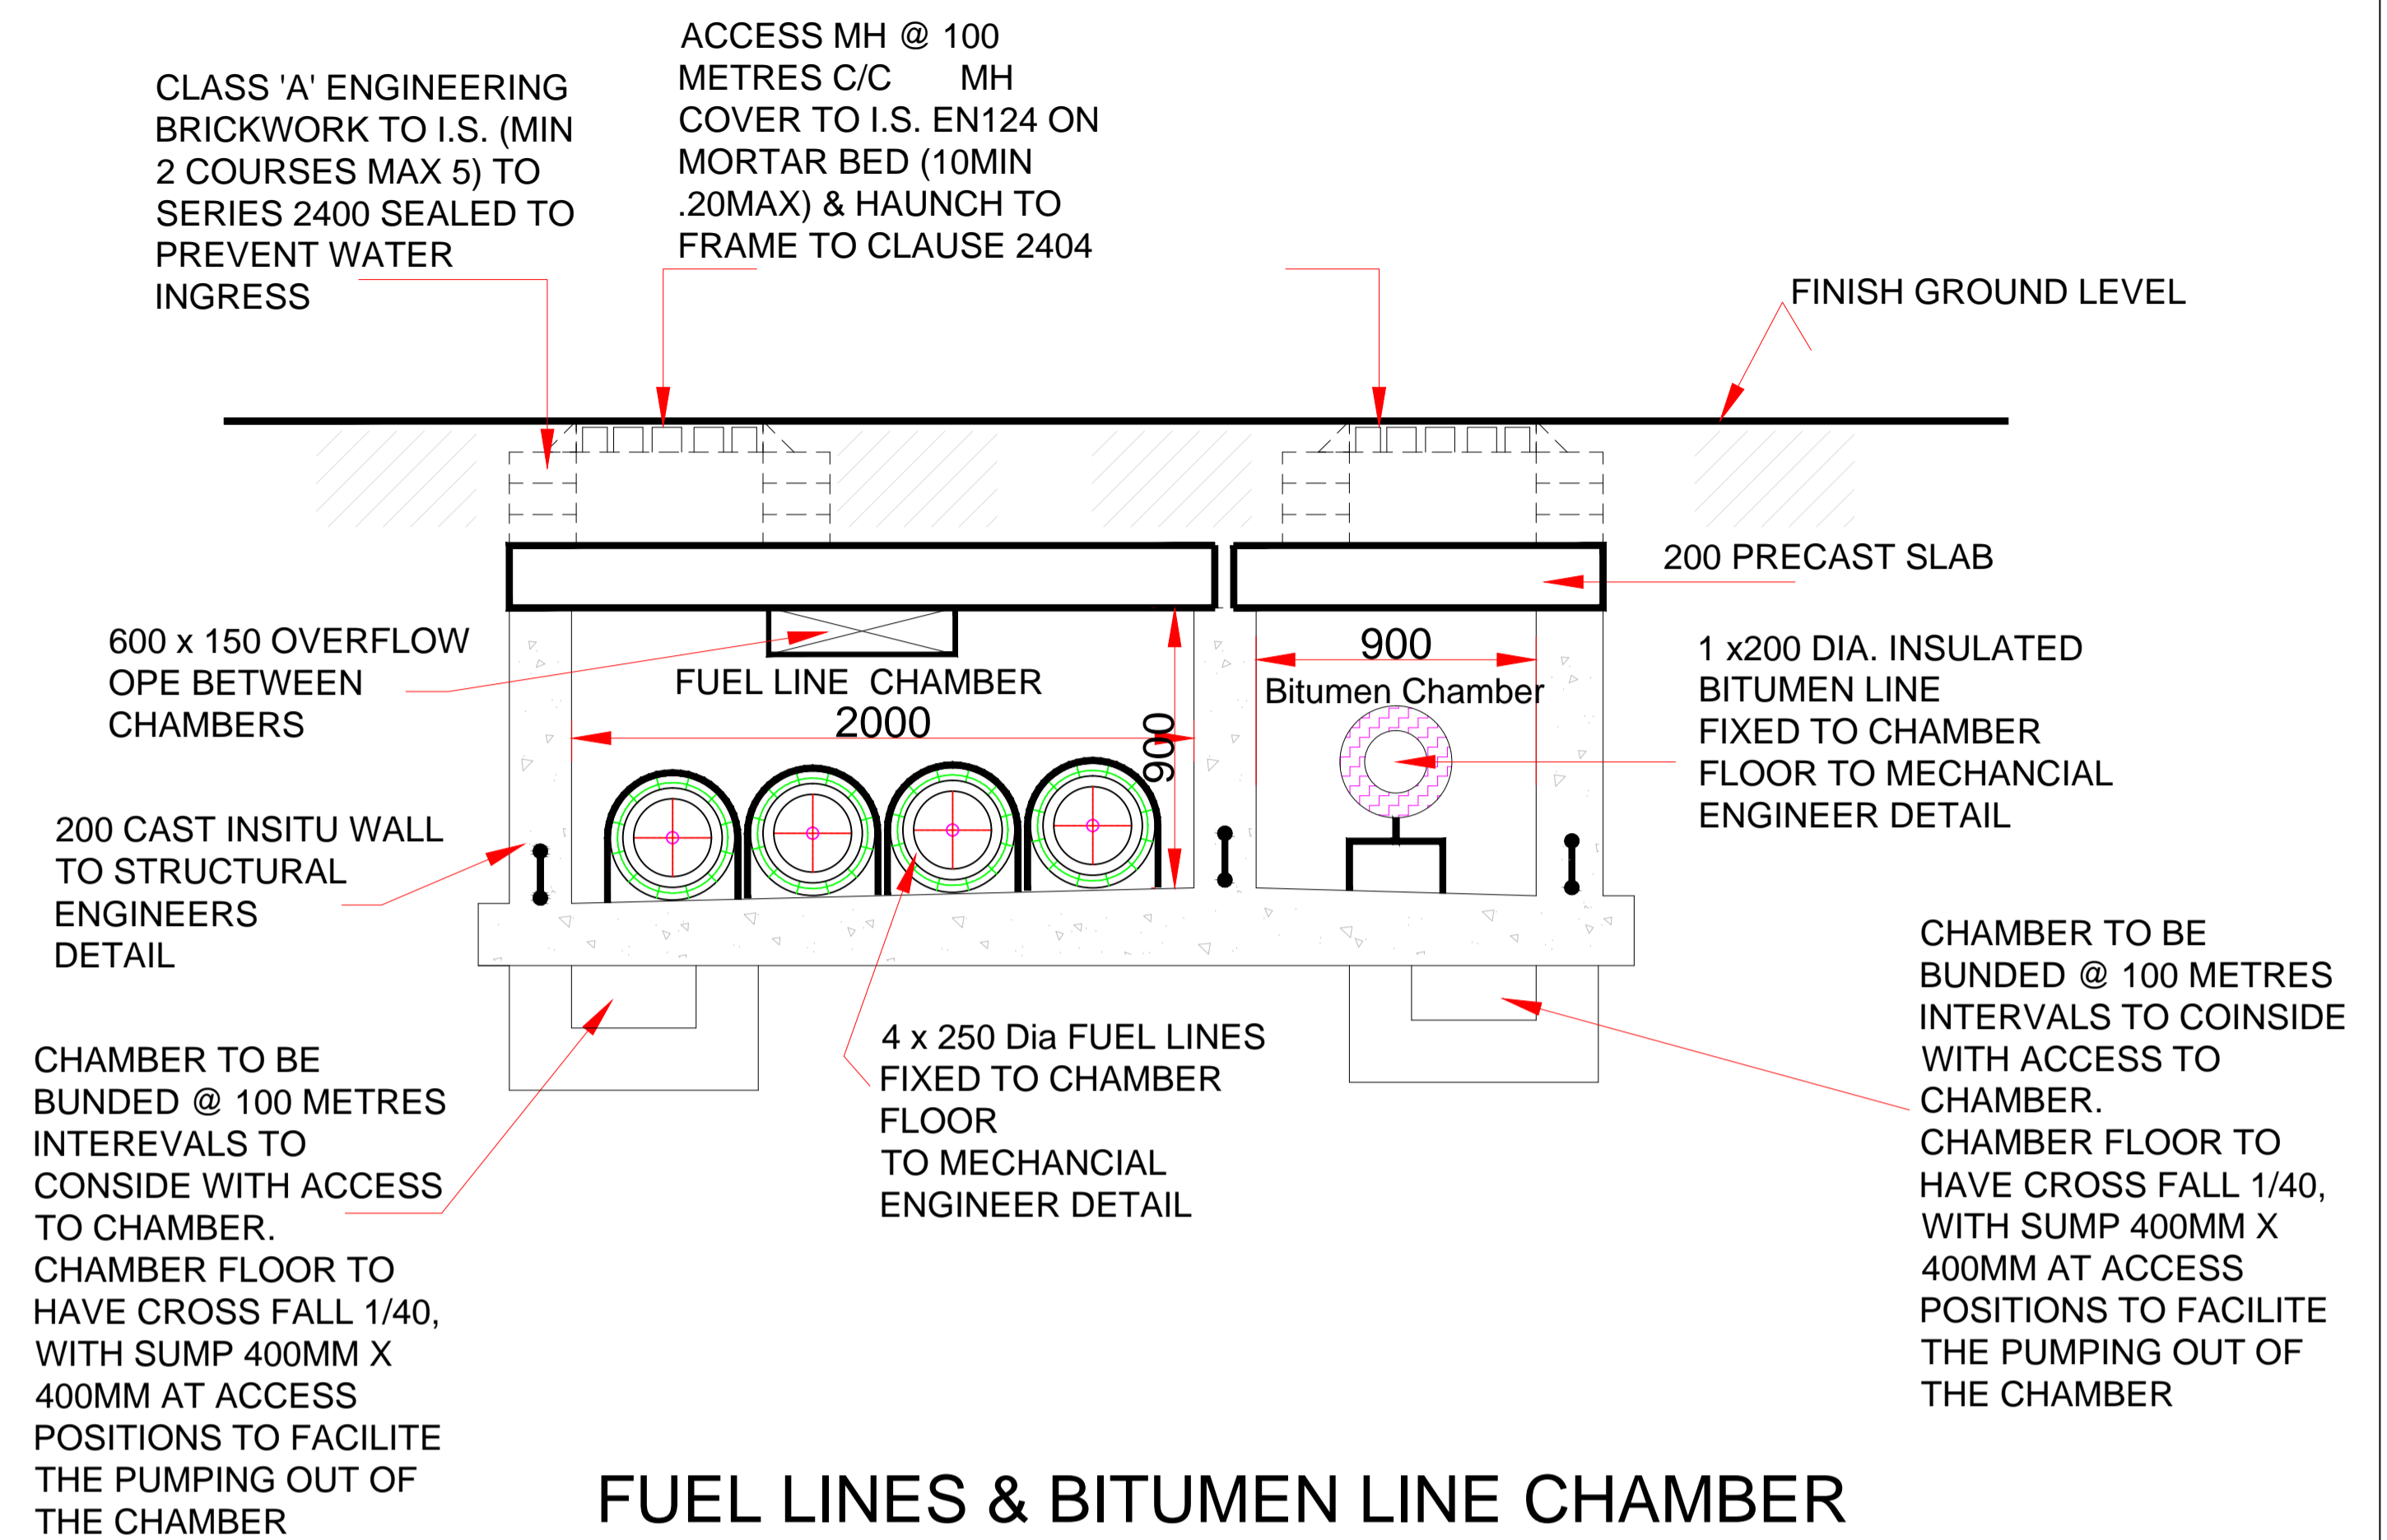 ACCESS MH @ 100
METRES C/C MH
COVER TO I.S. EN124 ON
MORTAR BED (10MIN
.20MAX) & HAUNCH TO
FRAME TO CLAUSE 2404
CLASS 'A' ENGINEERING
BRICKWORK TO I.S. (MIN
2 COURSES MAX 5) TO
SERIES 2400 SEALED TO
PREVENT WATER
INGRESS
FINISH GROUND LEVEL
200 PRECAST SLAB
600 x 150 OVERFLOW
OPE BETWEEN
CHAMBERS
FUEL LINE CHAMBER
2000
900
900
Bitumen Chamber
1 x200 DIA. INSULATED
BITUMEN LINE
FIXED TO CHAMBER
FLOOR TO MECHANCIAL
ENGINEER DETAIL
200 CAST INSITU WALL
TO STRUCTURAL
ENGINEERS
DETAIL
CHAMBER TO BE
BUNDED @ 100 METRES
INTEREVALS TO
CONSIDE WITH ACCESS
TO CHAMBER.
CHAMBER FLOOR TO
HAVE CROSS FALL 1/40,
WITH SUMP 400MM X
400MM AT ACCESS
POSITIONS TO FACILITE
THE PUMPING OUT OF
THE CHAMBER
4 x 250 Dia FUEL LINES
FIXED TO CHAMBER
FLOOR
TO MECHANCIAL
ENGINEER DETAIL
CHAMBER TO BE
BUNDED @ 100 METRES
INTERVALS TO COINSIDE
WITH ACCESS TO
CHAMBER.
CHAMBER FLOOR TO
HAVE CROSS FALL 1/40,
WITH SUMP 400MM X
400MM AT ACCESS
POSITIONS TO FACILITE
THE PUMPING OUT OF
THE CHAMBER
FUEL LINES & BITUMEN LINE CHAMBER